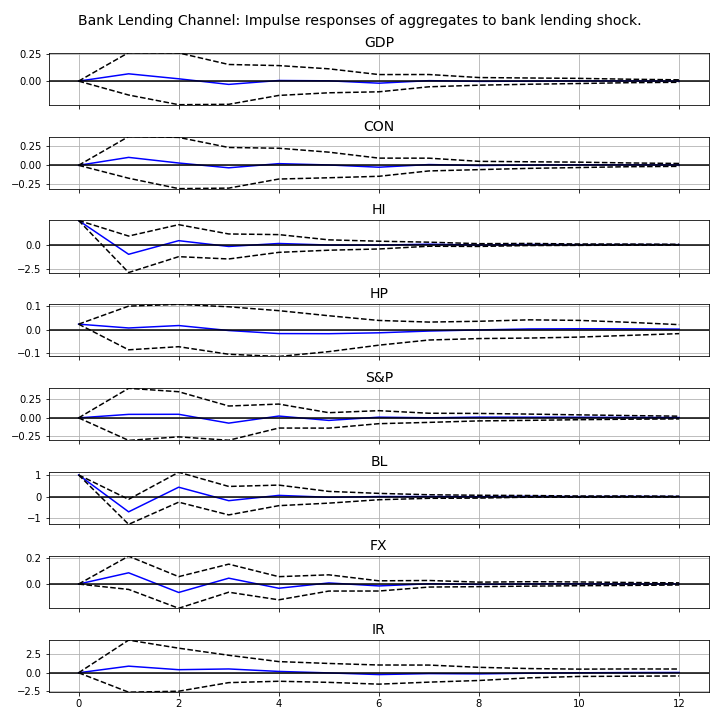 Bank Lending Channel: Impulse responses of aggregates to bank lending shock.
GDP
0.25
0.00
CON
0.25
0.00
−0.25
HI
0.0
−2.5
HP
0.1
0.0
−0.1
S&P
0.25
0.00
−0.25
BL
1
0
−1
FX
0.2
0.0
IR
2.5
0.0
−2.5
0 2 4 6 8 10 12